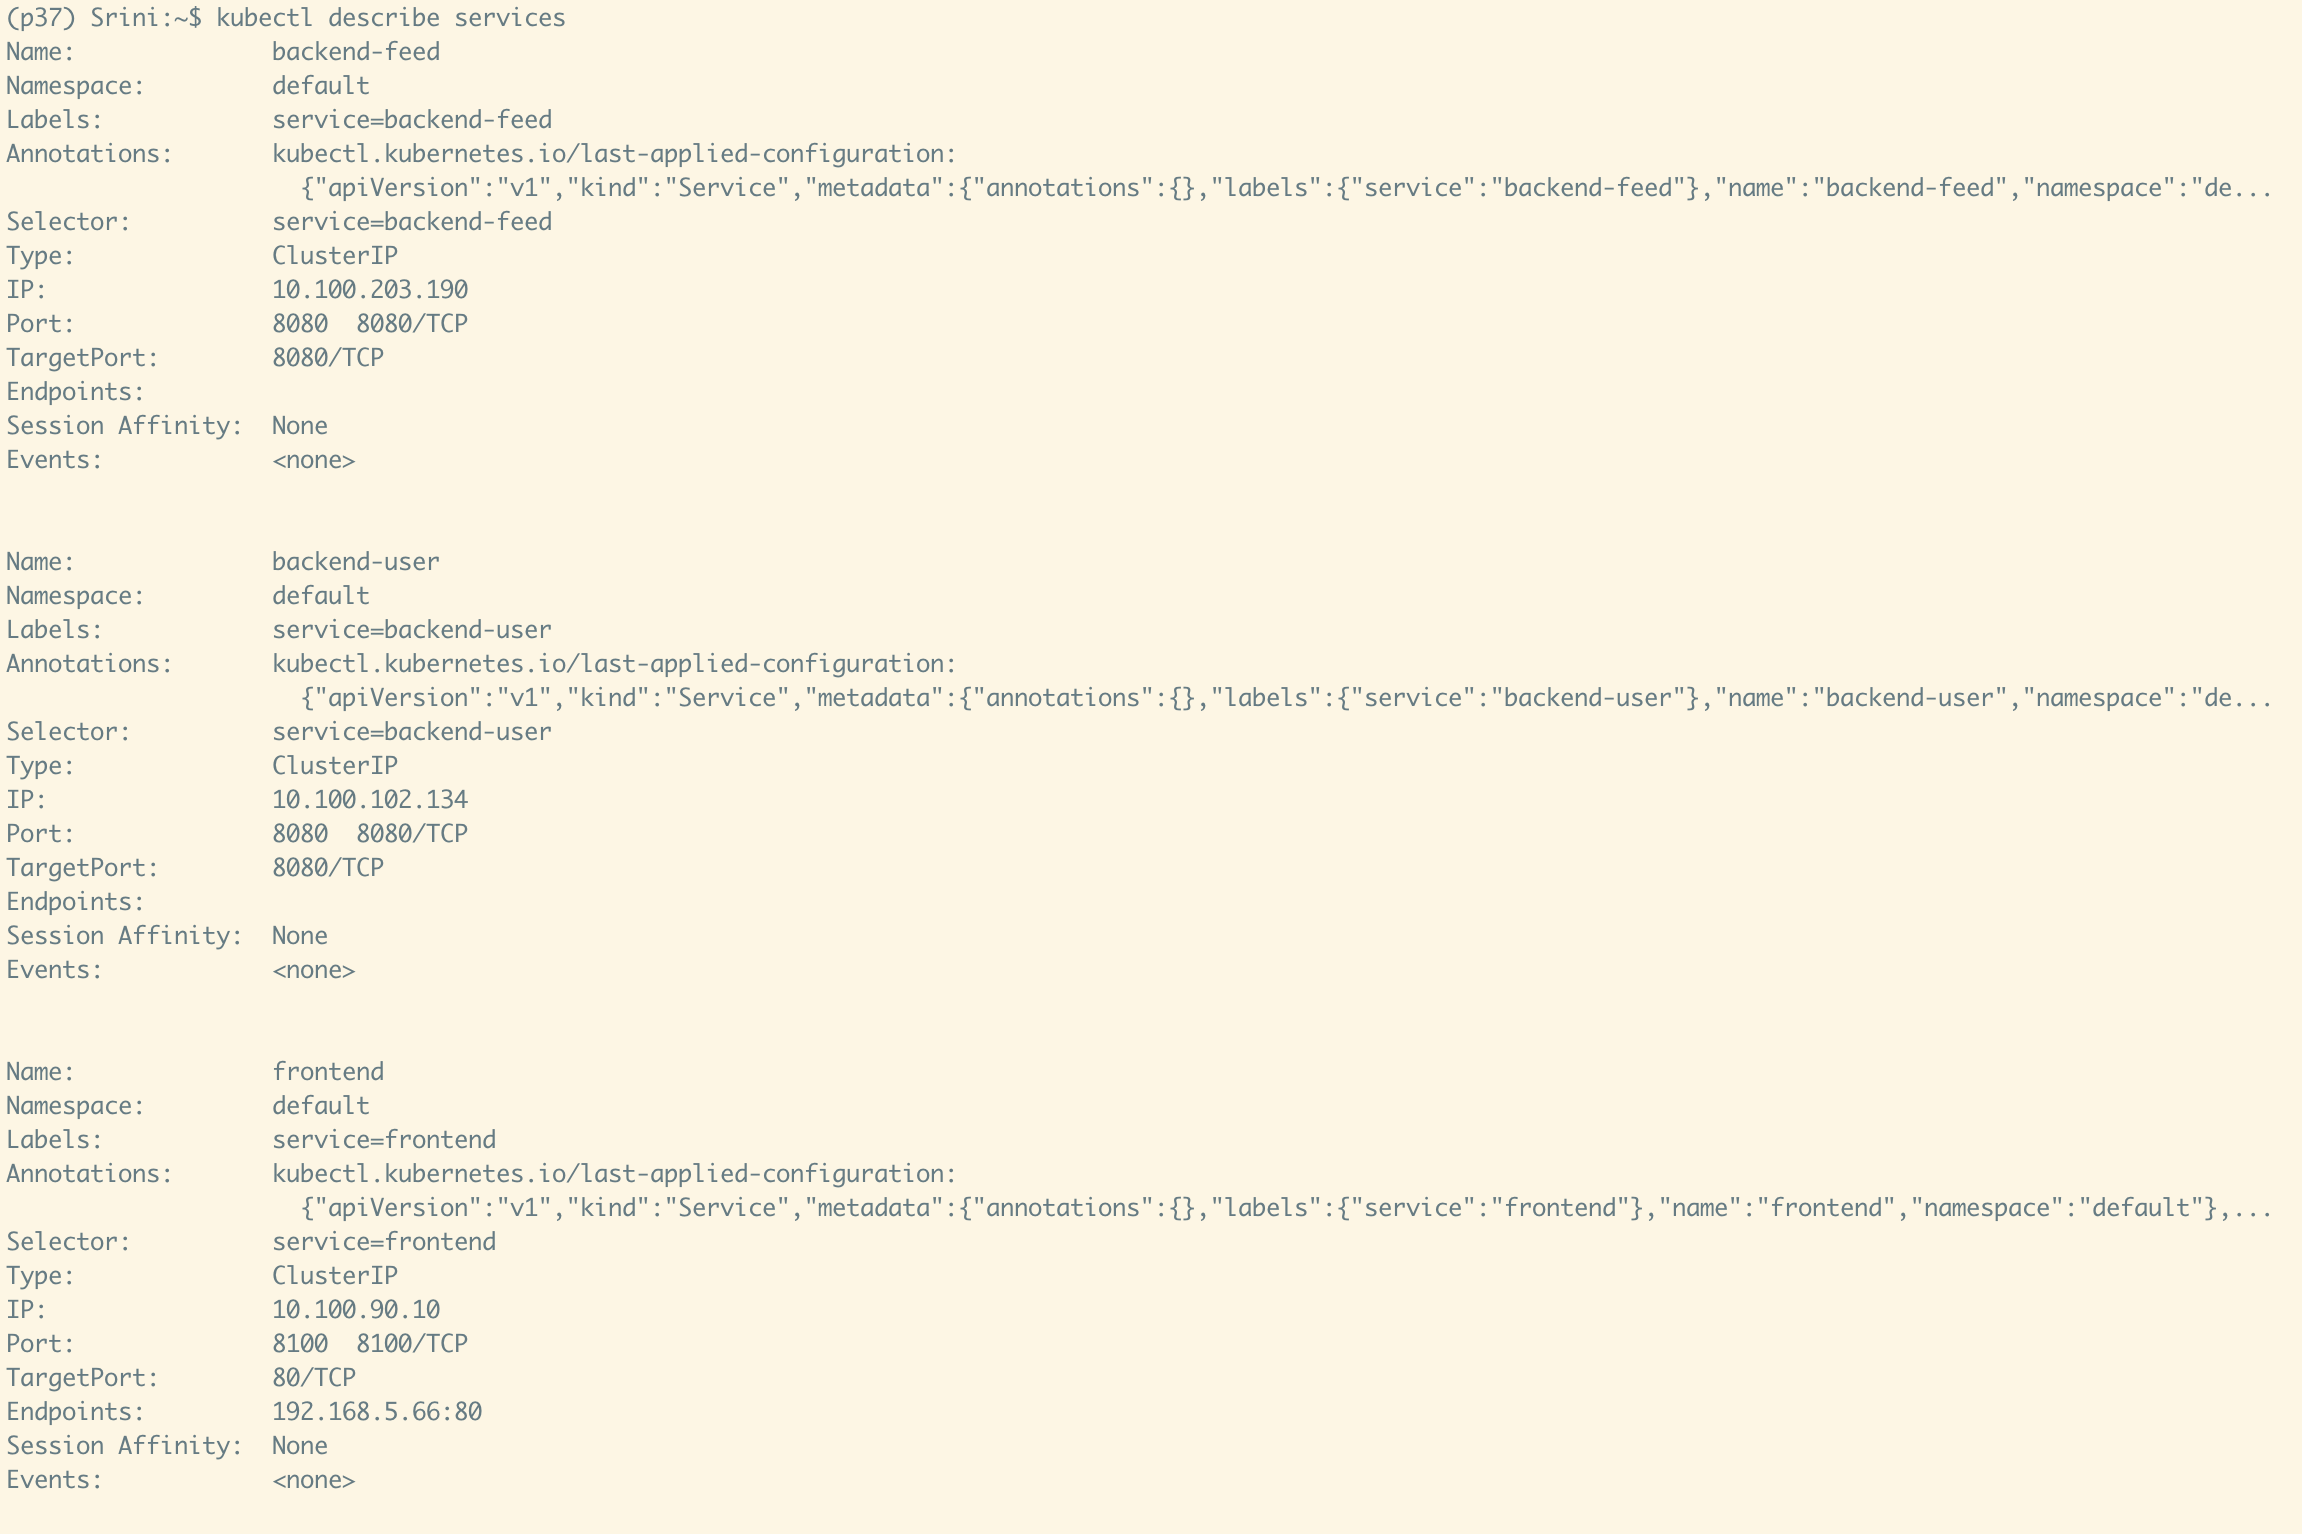 (p37) Srini:~$ kubectl describe services
Name:              backend-feed
Namespace:         default
Labels:            service=backend-feed
Annotations:       kubectl.kubernetes.io/last-applied-configuration:
                     {"apiVersion":"v1","kind":"Service","metadata":{"annotations":{},"labels":{"service":"backend-feed"},"name":"backend-feed","namespace":"de...
Selector:          service=backend-feed
Type:              ClusterIP
IP:                10.100.203.190
Port:              8080  8080/TCP
TargetPort:        8080/TCP
Endpoints:
Session Affinity:  None
Events:            <none>

Name:              backend-user
Namespace:         default
Labels:            service=backend-user
Annotations:       kubectl.kubernetes.io/last-applied-configuration:
                     {"apiVersion":"v1","kind":"Service","metadata":{"annotations":{},"labels":{"service":"backend-user"},"name":"backend-user","namespace":"de...
Selector:          service=backend-user
Type:              ClusterIP
IP:                10.100.102.134
Port:              8080  8080/TCP
TargetPort:        8080/TCP
Endpoints:
Session Affinity:  None
Events:            <none>

Name:              frontend
Namespace:         default
Labels:            service=frontend
Annotations:       kubectl.kubernetes.io/last-applied-configuration:
                     {"apiVersion":"v1","kind":"Service","metadata":{"annotations":{},"labels":{"service":"frontend"},"name":"frontend","namespace":"default"},...
Selector:          service=frontend
Type:              ClusterIP
IP:                10.100.90.10
Port:              8100  8100/TCP
TargetPort:        80/TCP
Endpoints:         192.168.5.66:80
Session Affinity:  None
Events:            <none>